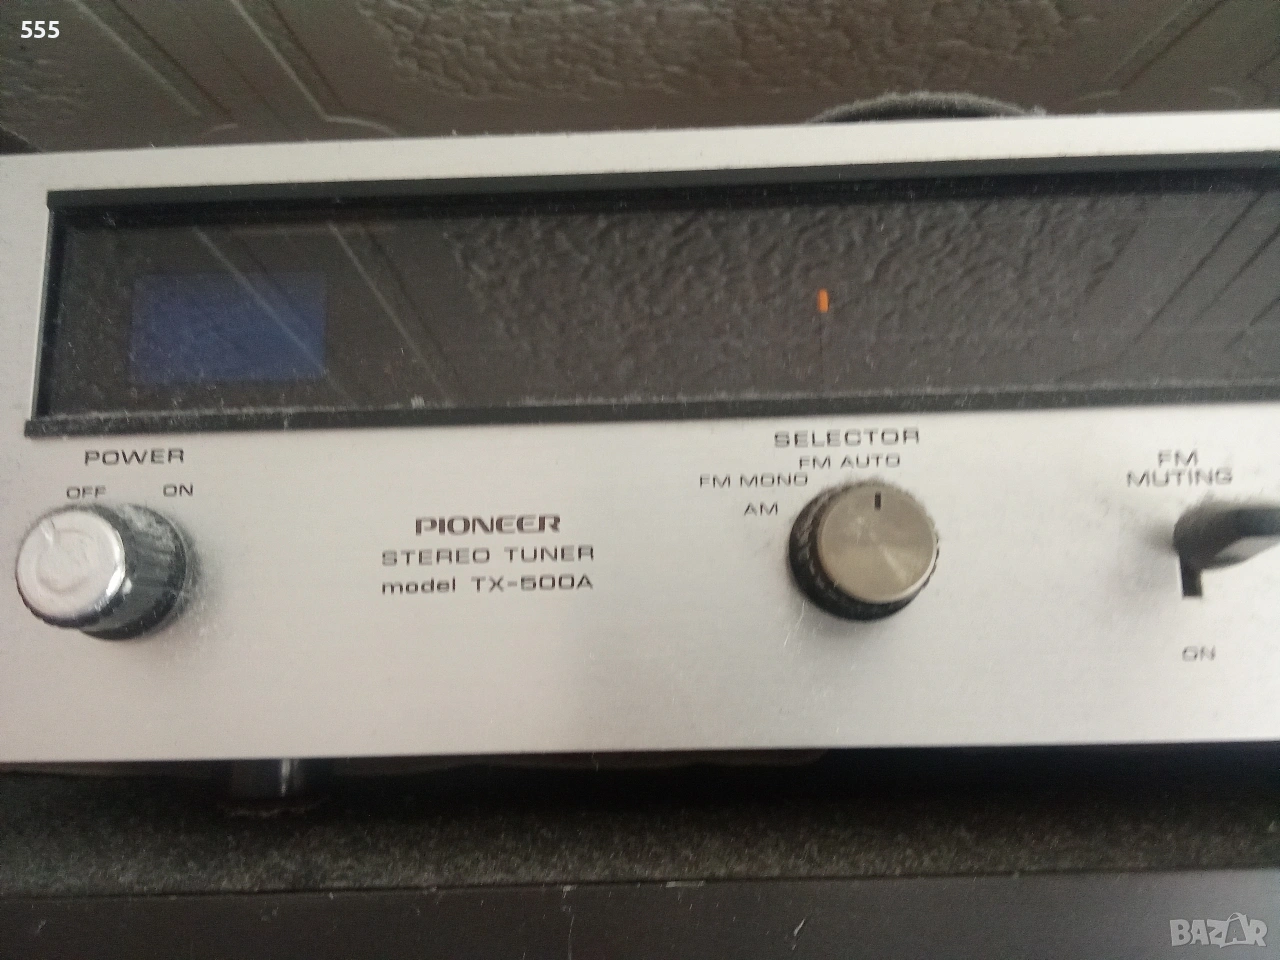 555
POWER
OFF ON
PIONEER
STEREO TUNER
model TX-500A
SELECTOR
FM AUTO
FM MONO
AM
FM
MUTING
ON
BAZAR